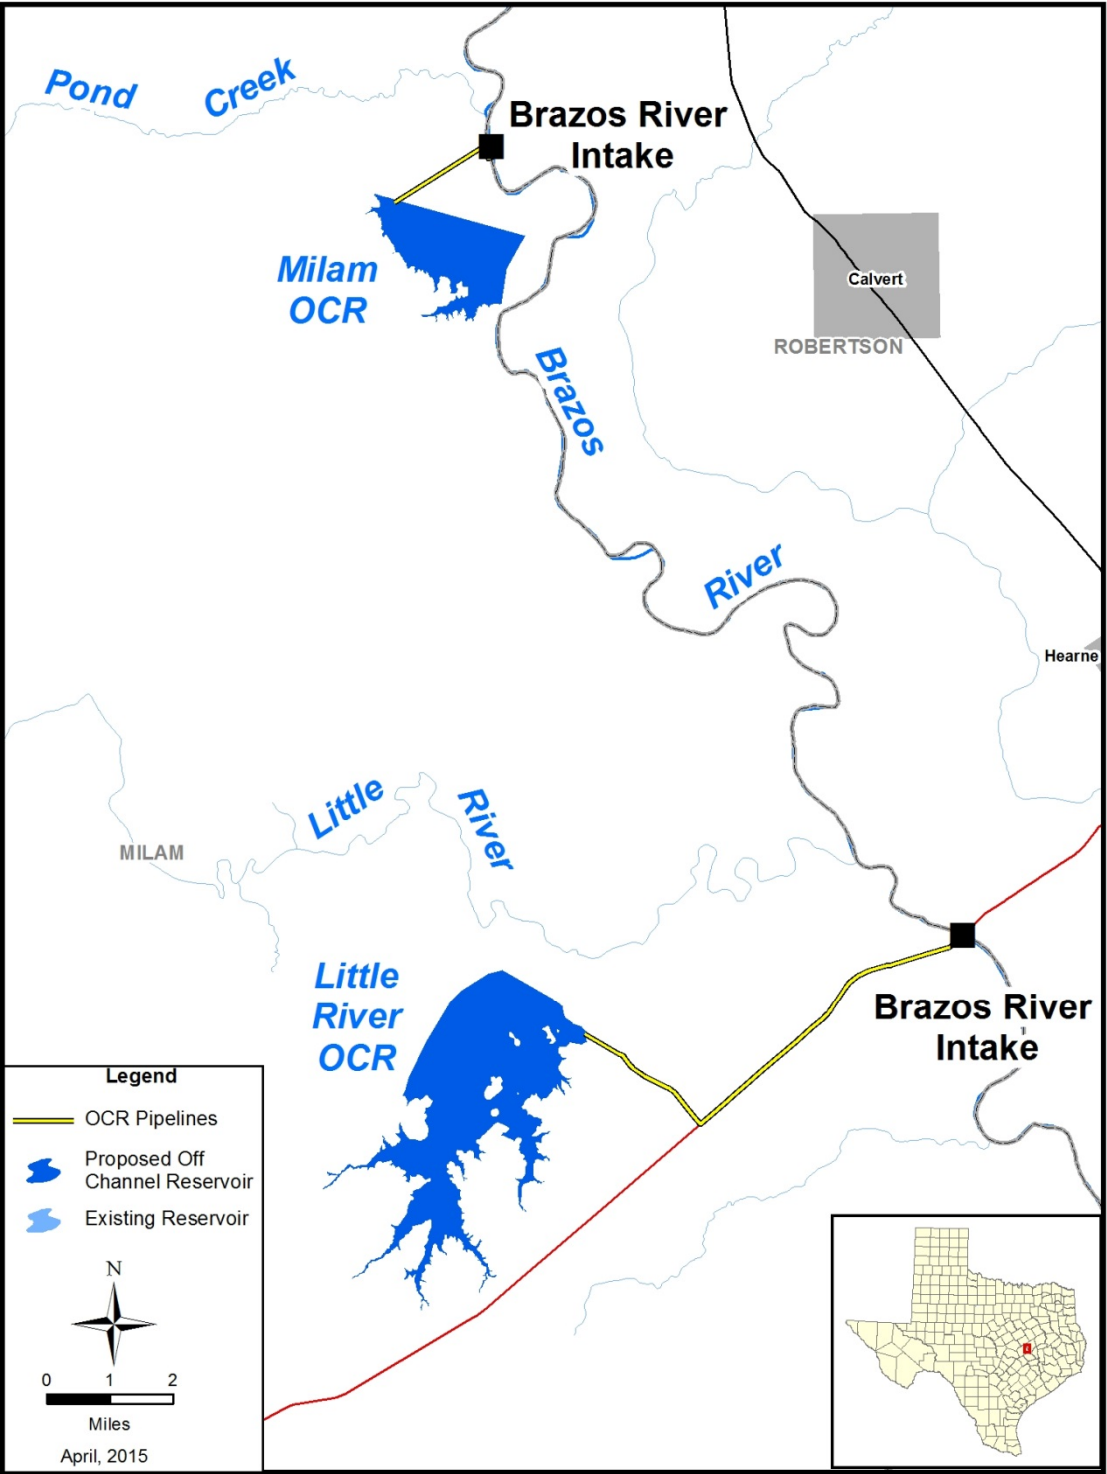 Pond Creek
Brazos River
Intake
Milam
OCR
Calvert
ROBERTSON
Brazos
River
Hearne
Little
River
MILAM
Little
River
OCR
Brazos River
Intake
Legend
OCR Pipelines
Proposed Off
Channel Reservoir
Existing Reservoir
N
0 1 2
Miles
April, 2015